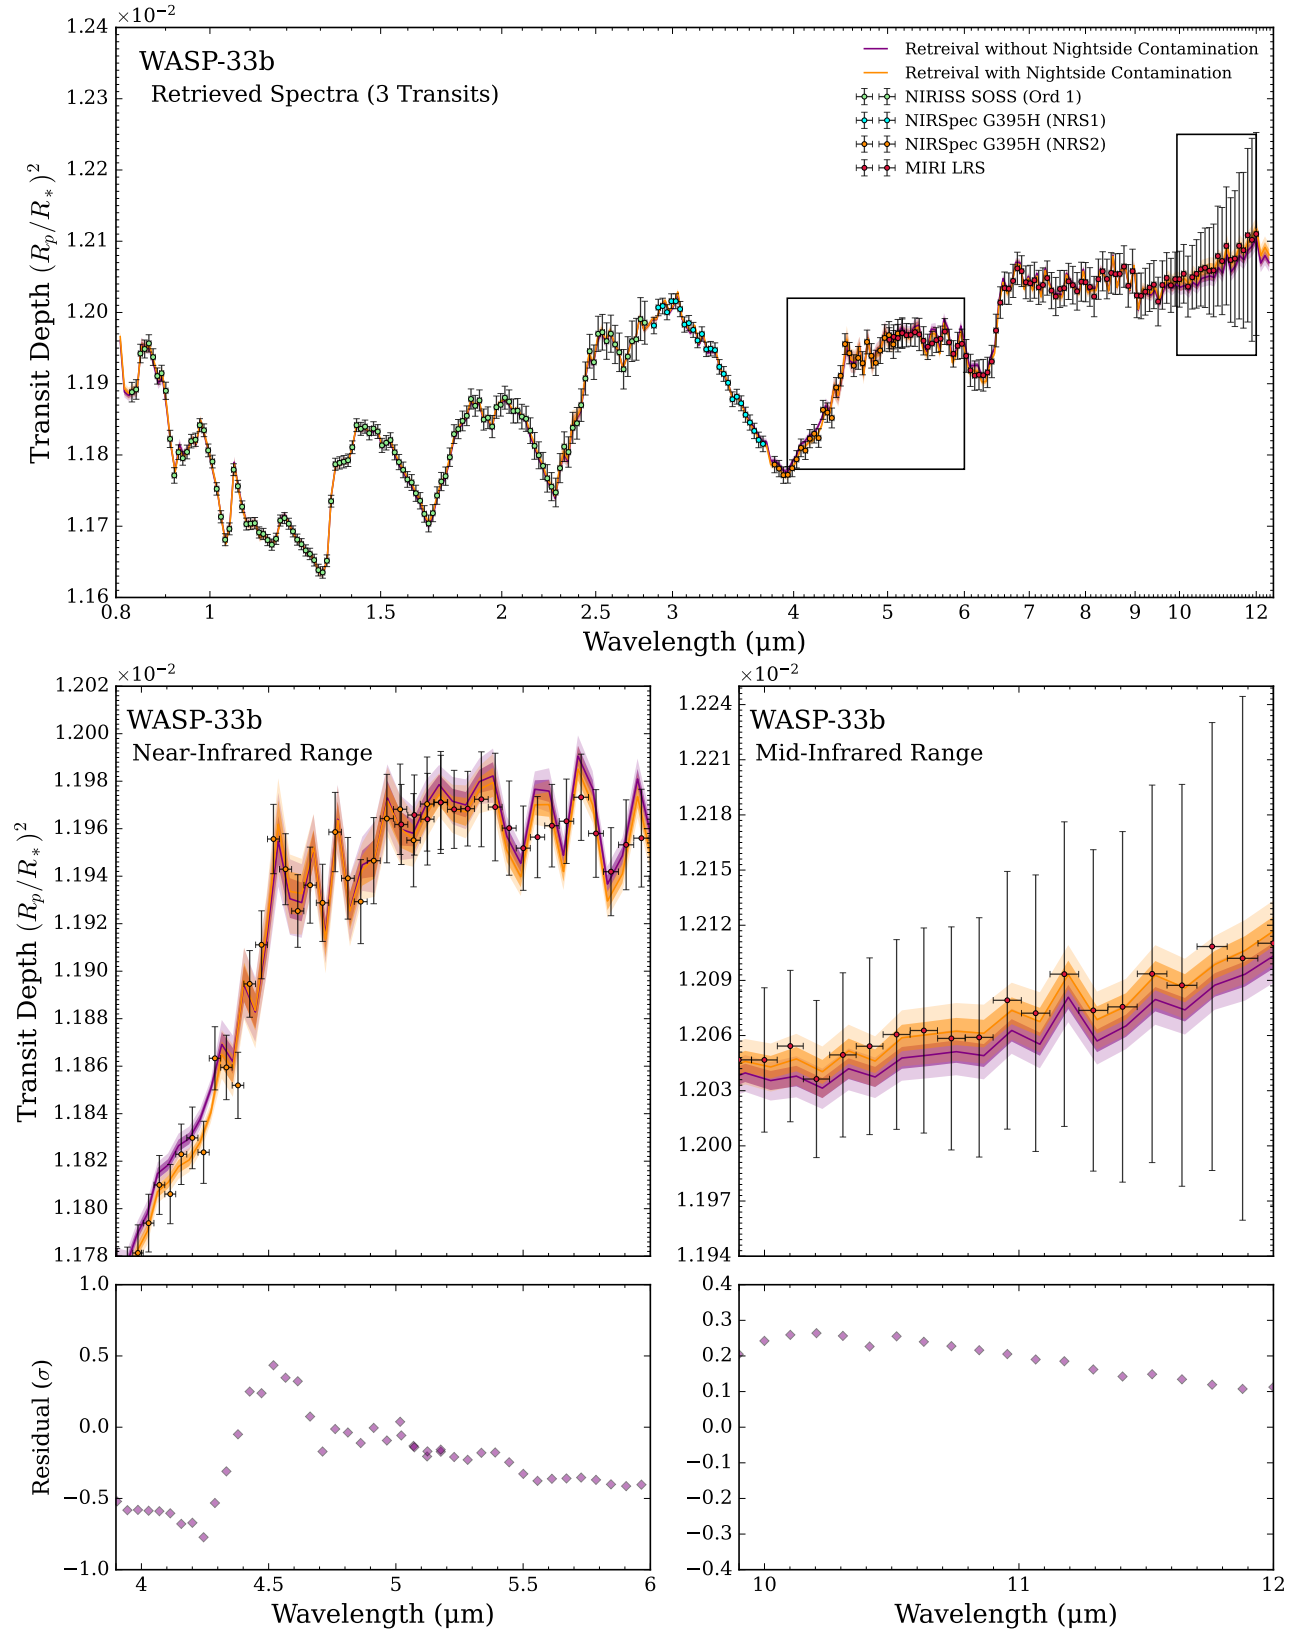 ×10⁻²
1.24
1.23
1.22
1.21
1.20
1.19
1.18
1.17
1.16
Transit Depth (R_p/R_*)²
WASP-33b
Retrieved Spectra (3 Transits)
Retreival without Nightside Contamination
Retreival with Nightside Contamination
NIRISS SOSS (Ord 1)
NIRSpec G395H (NRS1)
NIRSpec G395H (NRS2)
MIRI LRS
0.8 1 1.5 2 2.5 3 4 5 6 7 8 9 10 12
Wavelength (μm)
×10⁻²
1.202
1.200
1.198
1.196
1.194
1.192
1.190
1.188
1.186
1.184
1.182
1.180
1.178
Transit Depth (R_p/R_*)²
WASP-33b
Near-Infrared Range
×10⁻²
1.224
1.221
1.218
1.215
1.212
1.209
1.206
1.203
1.200
1.197
1.194
WASP-33b
Mid-Infrared Range
1.0
0.5
0.0
−0.5
−1.0
Residual (σ)
4 4.5 5 5.5 6
Wavelength (μm)
0.4
0.3
0.2
0.1
0.0
−0.1
−0.2
−0.3
−0.4
10 11 12
Wavelength (μm)